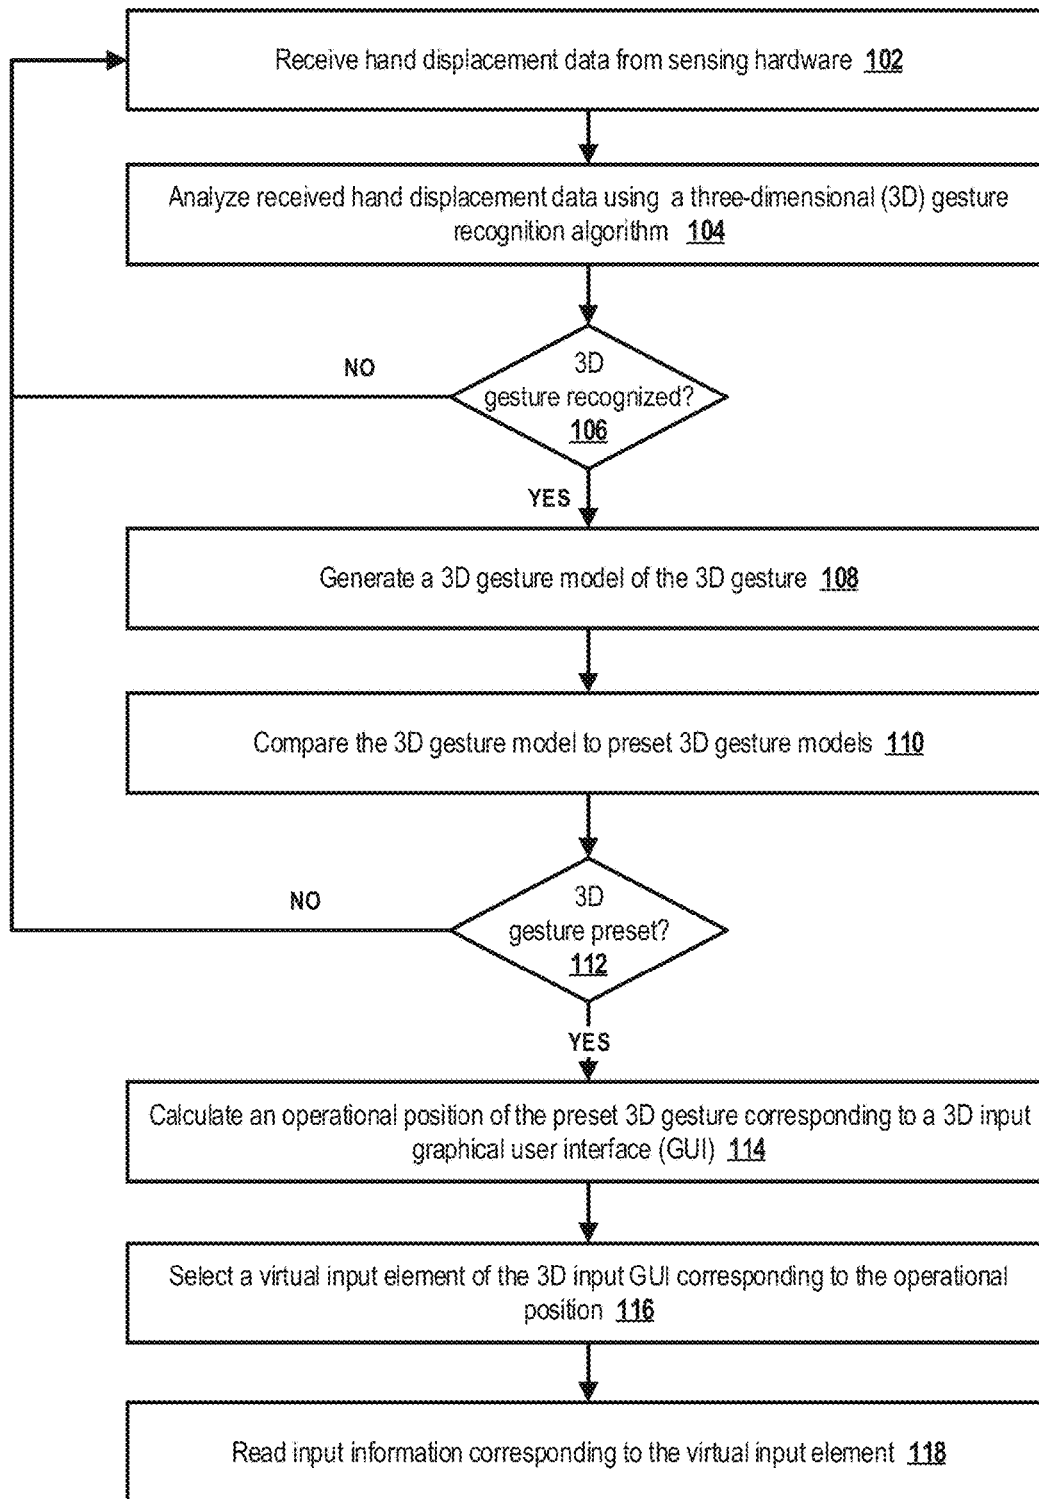 Receive hand displacement data from sensing hardware 102
Analyze received hand displacement data using a three-dimensional (3D) gesture
recognition algorithm 104
3D
NO
gesture recognized?
106
YES
Generate a 3D gesture model of the 3D gesture 108
Compare the 3D gesture model to preset 3D gesture models 110
3D
NO
gesture preset?
112
YES
Calculate an operational position of the preset 3D gesture corresponding to a 3D input
graphical user interface (GUI) 114
Select a virtual input element of the 3D input GUI corresponding to the operational
position 116
Read input information corresponding to the virtual input element 118